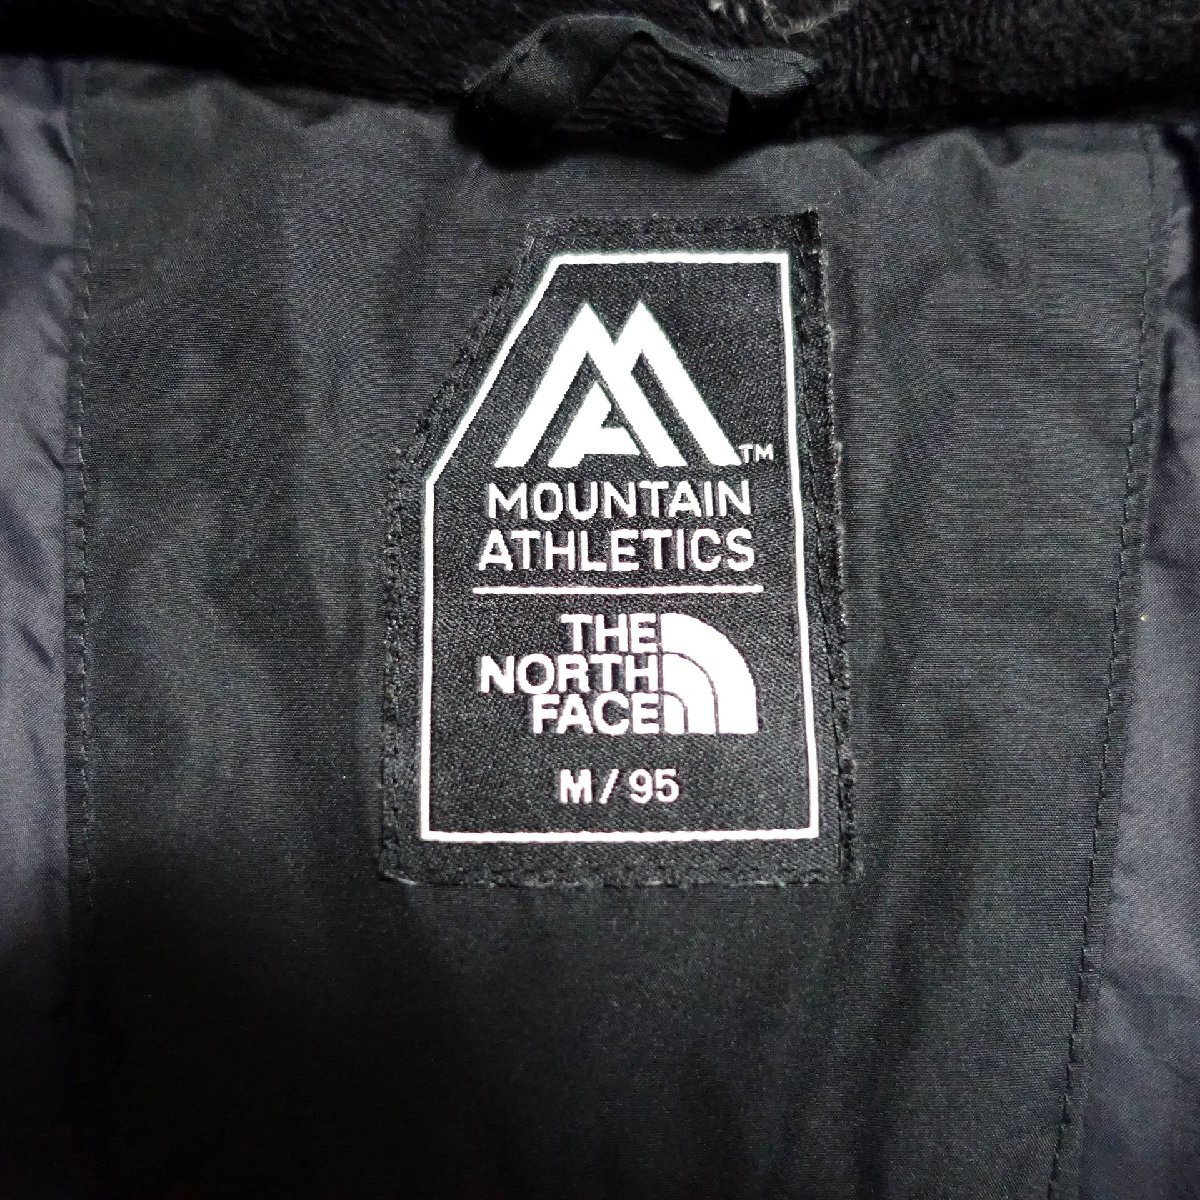 TM
MOUNTAIN
ATHLETICS
THE
NORTH
FACE
M/95